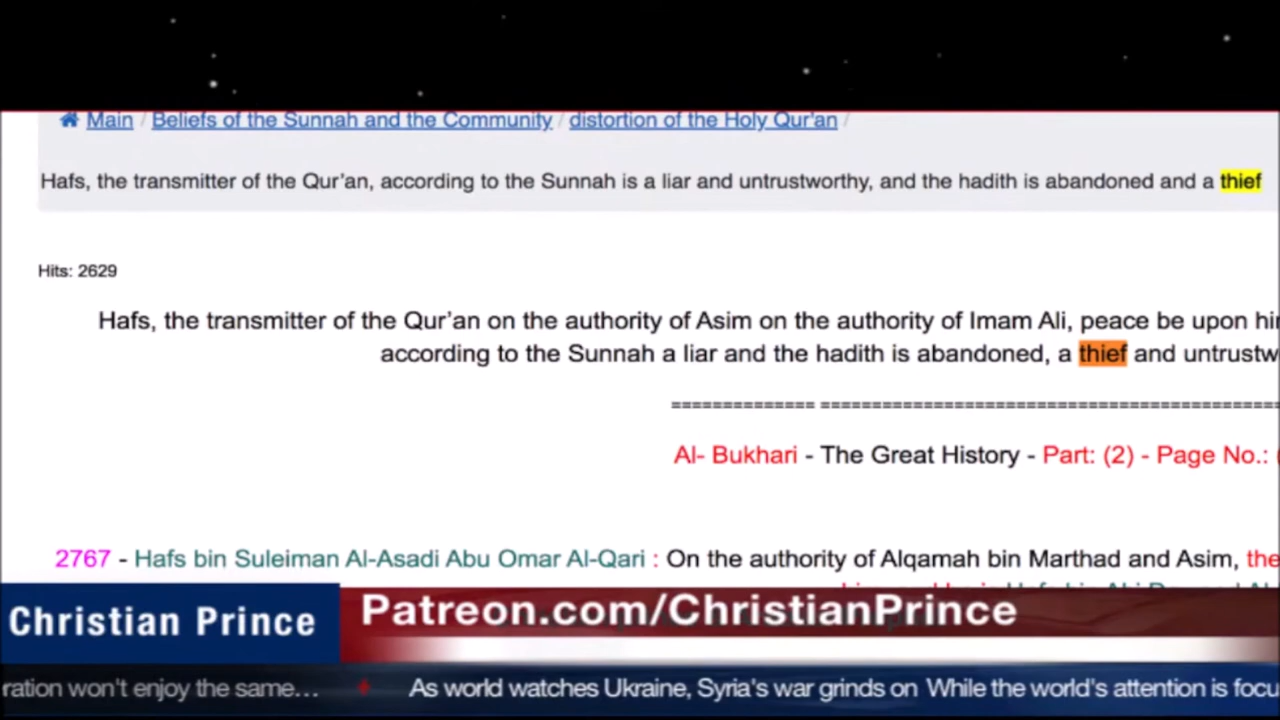 Main / Beliefs of the Sunnah and the Community / distortion of the Holy Qur'an /
Hafs, the transmitter of the Qur'an, according to the Sunnah is a liar and untrustworthy, and the hadith is abandoned and a thief
Hits: 2629
Hafs, the transmitter of the Qur'an on the authority of Asim on the authority of Imam Ali, peace be upon hi
according to the Sunnah a liar and the hadith is abandoned, a thief and untrustw
============== ==========================================
Al- Bukhari - The Great History - Part: (2) - Page No.: (
2767 - Hafs bin Suleiman Al-Asadi Abu Omar Al-Qari : On the authority of Alqamah bin Marthad and Asim, the
Christian Prince
Patreon.com/ChristianPrince
ration won't enjoy the same... As world watches Ukraine, Syria's war grinds on While the world's attention is focu